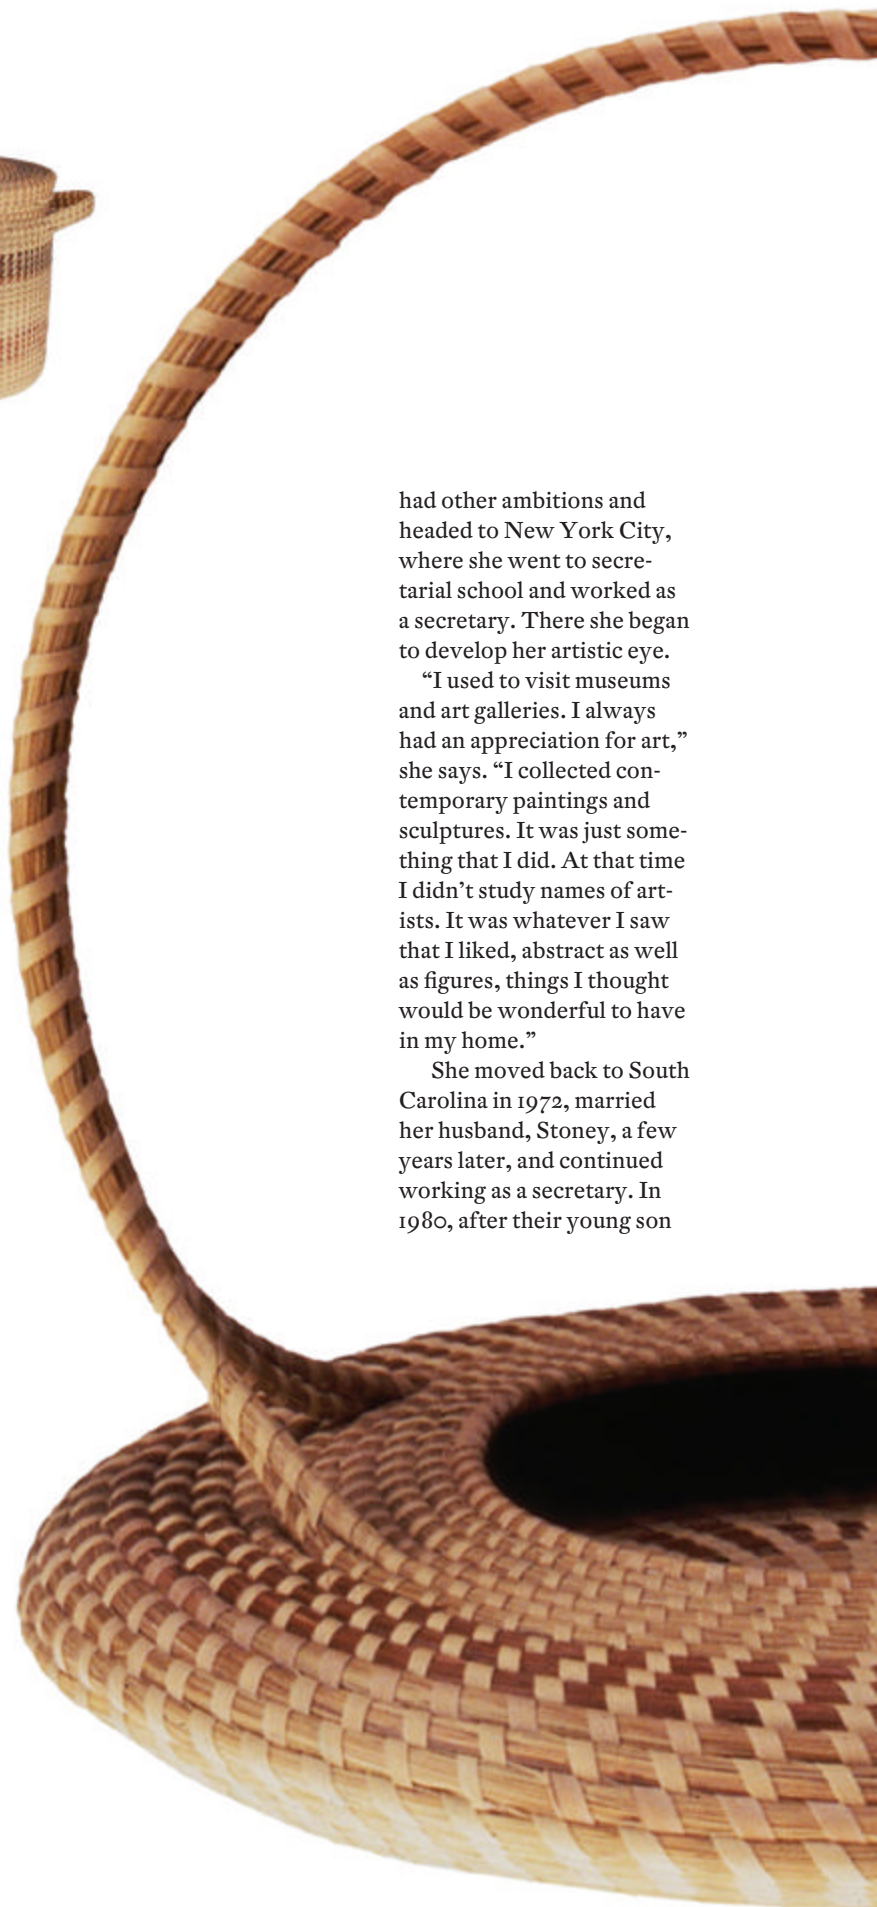 had other ambitions and
headed to New York City,
where she went to secre-
tarial school and worked as
a secretary. There she began
to develop her artistic eye.
“I used to visit museums
and art galleries. I always
had an appreciation for art,”
she says. “I collected con-
temporary paintings and
sculptures. It was just some-
thing that I did. At that time
I didn’t study names of art-
ists. It was whatever I saw
that I liked, abstract as well
as figures, things I thought
would be wonderful to have
in my home.”
She moved back to South
Carolina in 1972, married
her husband, Stoney, a few
years later, and continued
working as a secretary. In
1980, after their young son